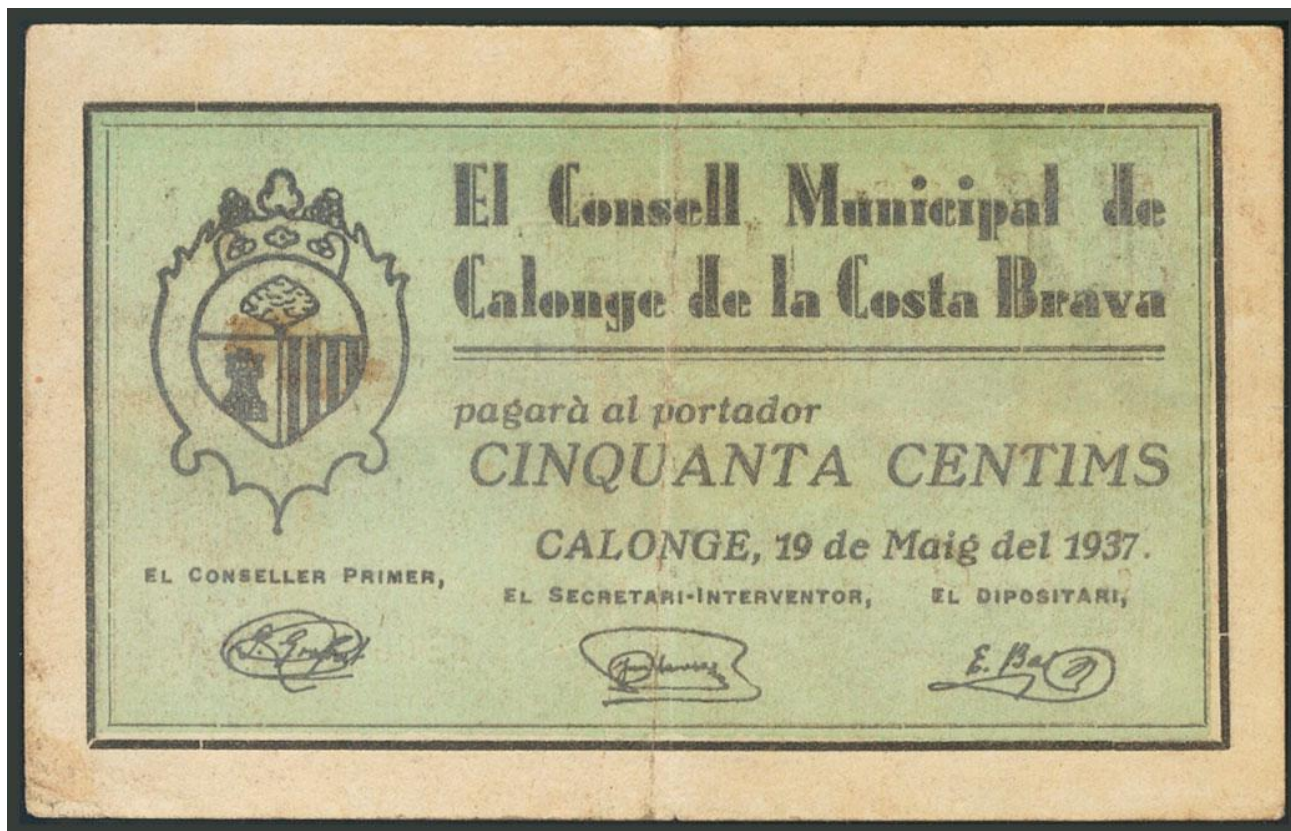 El Consell Municipal de
Calonge de la Costa Brava
pagarà al portador
CINQUANTA CENTIMS
CALONGE, 19 de Maig del 1937.
EL CONSELLER PRIMER,
EL SECRETARI-INTERVENTOR, EL DIPOSITARI,
E. Bas